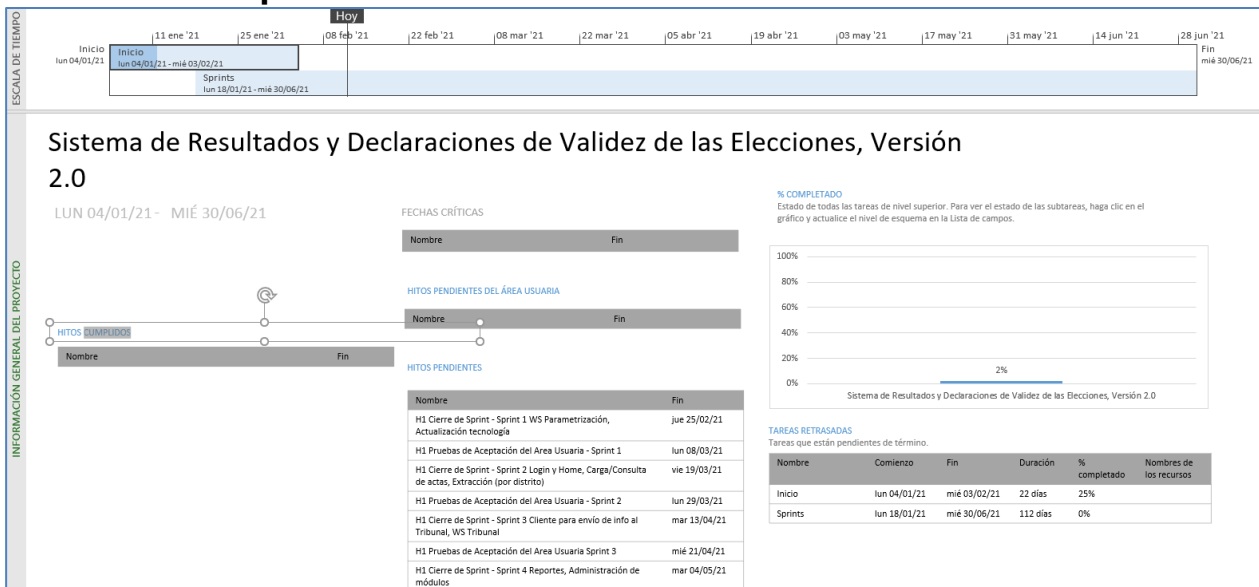 Hoy
ESCALA DE TIEMPO
11 ene '21 25 ene '21 08 feb '21 22 feb '21 08 mar '21 22 mar '21 05 abr '21 19 abr '21 03 may '21 17 may '21 31 may '21 14 jun '21 28 jun '21
Inicio
lun 04/01/21
Inicio
lun 04/01/21 - mié 03/02/21
Fin
mié 30/06/21
Sprints
lun 18/01/21 - mié 30/06/21
INFORMACIÓN GENERAL DEL PROYECTO
Sistema de Resultados y Declaraciones de Validez de las Elecciones, Versión
2.0
LUN 04/01/21 - MIÉ 30/06/21
HITOS CUMPLIDOS
Nombre Fin
FECHAS CRÍTICAS
Nombre Fin
HITOS PENDIENTES DEL ÁREA USUARIA
Nombre Fin
HITOS PENDIENTES
Nombre Fin
H1 Cierre de Sprint - Sprint 1 WS Parametrización, jue 25/02/21
Actualización tecnología
H1 Pruebas de Aceptación del Area Usuaria - Sprint 1 lun 08/03/21
H1 Cierre de Sprint - Sprint 2 Login y Home, Carga/Consulta vie 19/03/21
de actas, Extracción (por distrito)
H1 Pruebas de Aceptación del Area Usuaria - Sprint 2 lun 29/03/21
H1 Cierre de Sprint - Sprint 3 Cliente para envío de info al mar 13/04/21
Tribunal, WS Tribunal
H1 Pruebas de Aceptación del Area Usuaria Sprint 3 mié 21/04/21
H1 Cierre de Sprint - Sprint 4 Reportes, Administración de mar 04/05/21
módulos
% COMPLETADO
Estado de todas las tareas de nivel superior. Para ver el estado de las subtareas, haga clic en el
gráfico y actualice el nivel de esquema en la Lista de campos.
100%
80%
60%
40%
20%
0%
2%
Sistema de Resultados y Declaraciones de Validez de las Elecciones, Versión 2.0
TAREAS RETRASADAS
Tareas que están pendientes de término.
Nombre Comienzo Fin Duración % completado Nombres de los recursos
Inicio lun 04/01/21 mié 03/02/21 22 días 25%
Sprints lun 18/01/21 mié 30/06/21 112 días 0%